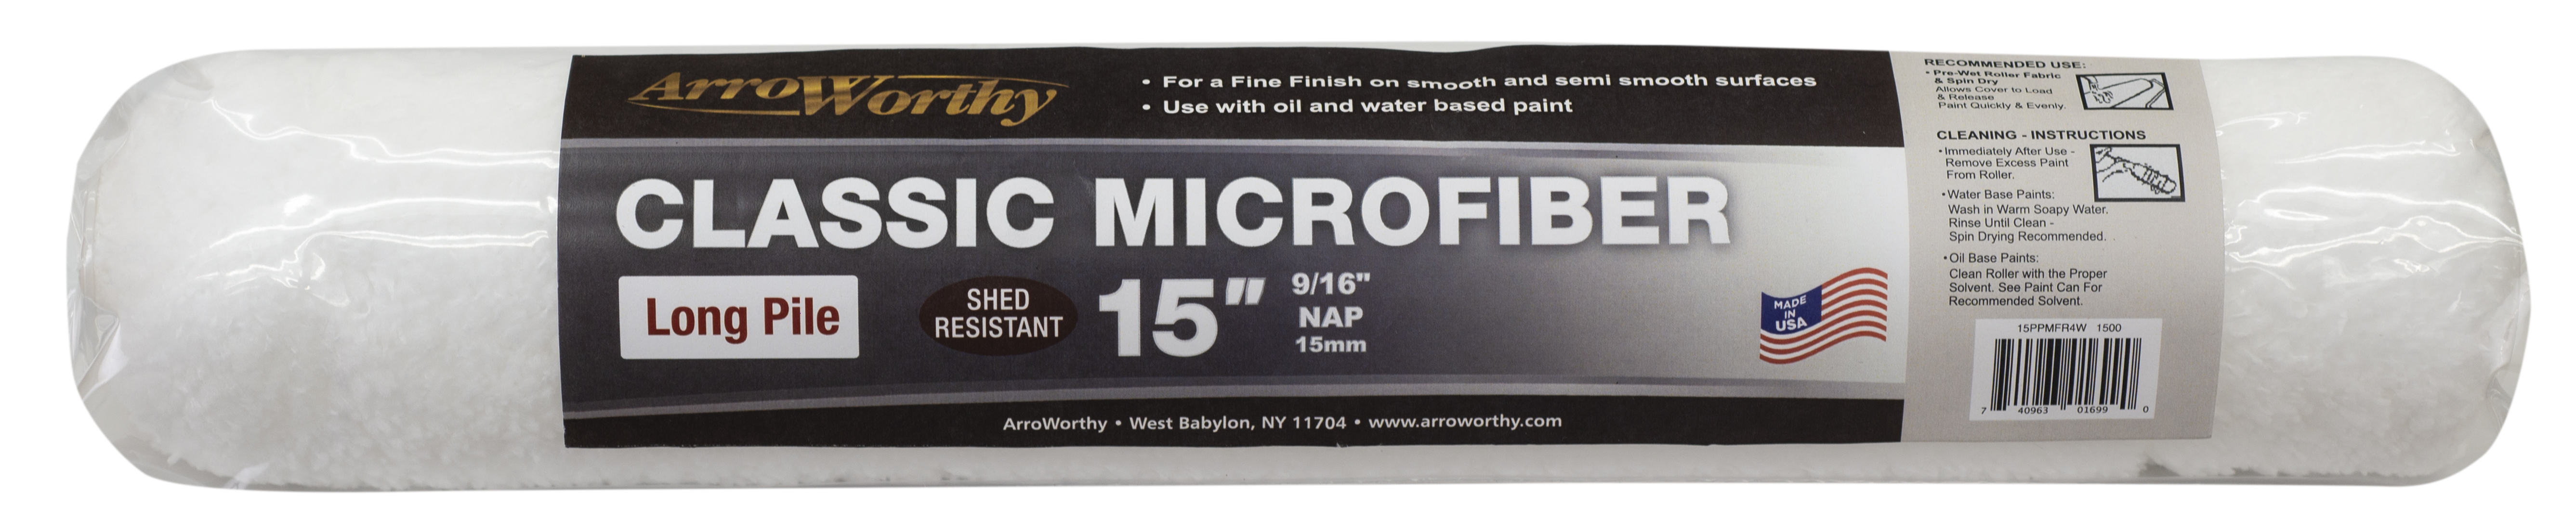 ArroWorthy
• For a Fine Finish on smooth and semi smooth surfaces
• Use with oil and water based paint
CLASSIC MICROFIBER
Long Pile
SHED
RESISTANT
15"
9/16"
NAP
15mm
MADE
IN
USA
ArroWorthy • West Babylon, NY 11704 • www.arroworthy.com
RECOMMENDED USE:
• Pre-Wet Roller Fabric
& Spin Dry
Allows Cover to Load
& Release
Paint Quickly & Evenly.
CLEANING - INSTRUCTIONS
• Immediately After Use -
Remove Excess Paint
From Roller.
• Water Base Paints:
Wash in Warm Soapy Water.
Rinse Until Clean -
Spin Drying Recommended.
• Oil Base Paints:
Clean Roller with the Proper
Solvent. See Paint Can For
Recommended Solvent.
15PPMFR4W 1500
7 40963 01699 0